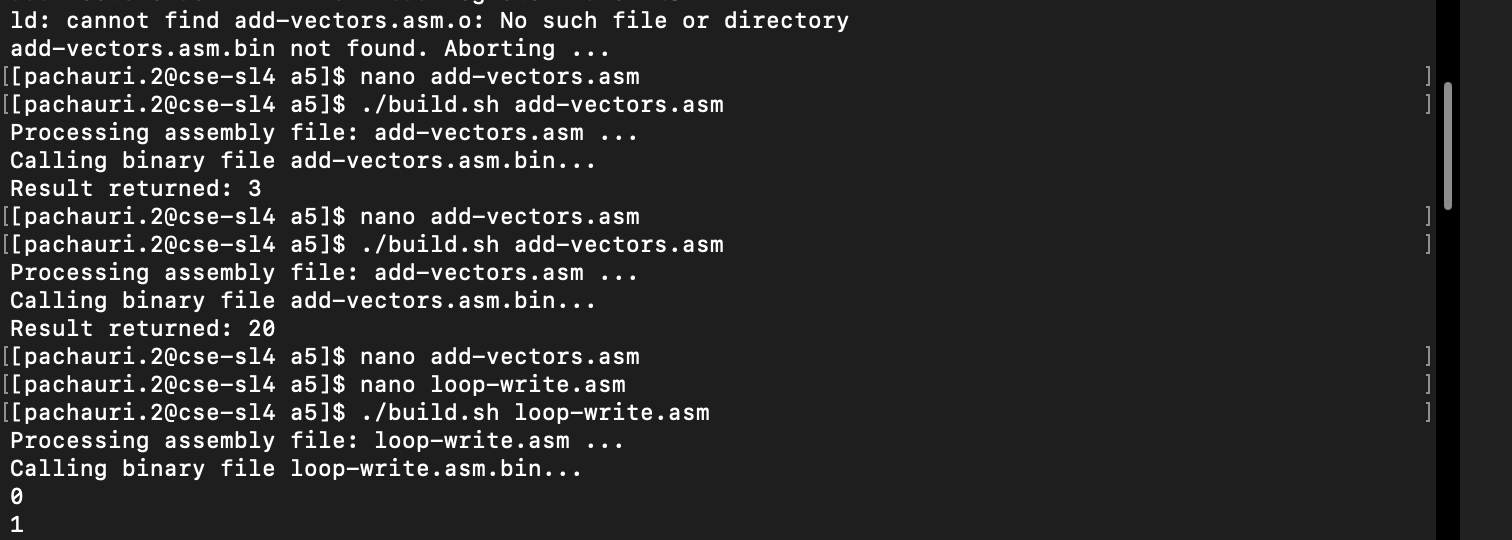 ld: cannot find add-vectors.asm.o: No such file or directory
add-vectors.asm.bin not found. Aborting ...
[[pachauri.2@cse-sl4 a5]$ nano add-vectors.asm ]
[[pachauri.2@cse-sl4 a5]$ ./build.sh add-vectors.asm ]
Processing assembly file: add-vectors.asm ...
Calling binary file add-vectors.asm.bin...
Result returned: 3
[[pachauri.2@cse-sl4 a5]$ nano add-vectors.asm ]
[[pachauri.2@cse-sl4 a5]$ ./build.sh add-vectors.asm ]
Processing assembly file: add-vectors.asm ...
Calling binary file add-vectors.asm.bin...
Result returned: 20
[[pachauri.2@cse-sl4 a5]$ nano add-vectors.asm ]
[[pachauri.2@cse-sl4 a5]$ nano loop-write.asm ]
[[pachauri.2@cse-sl4 a5]$ ./build.sh loop-write.asm ]
Processing assembly file: loop-write.asm ...
Calling binary file loop-write.asm.bin...
0
1